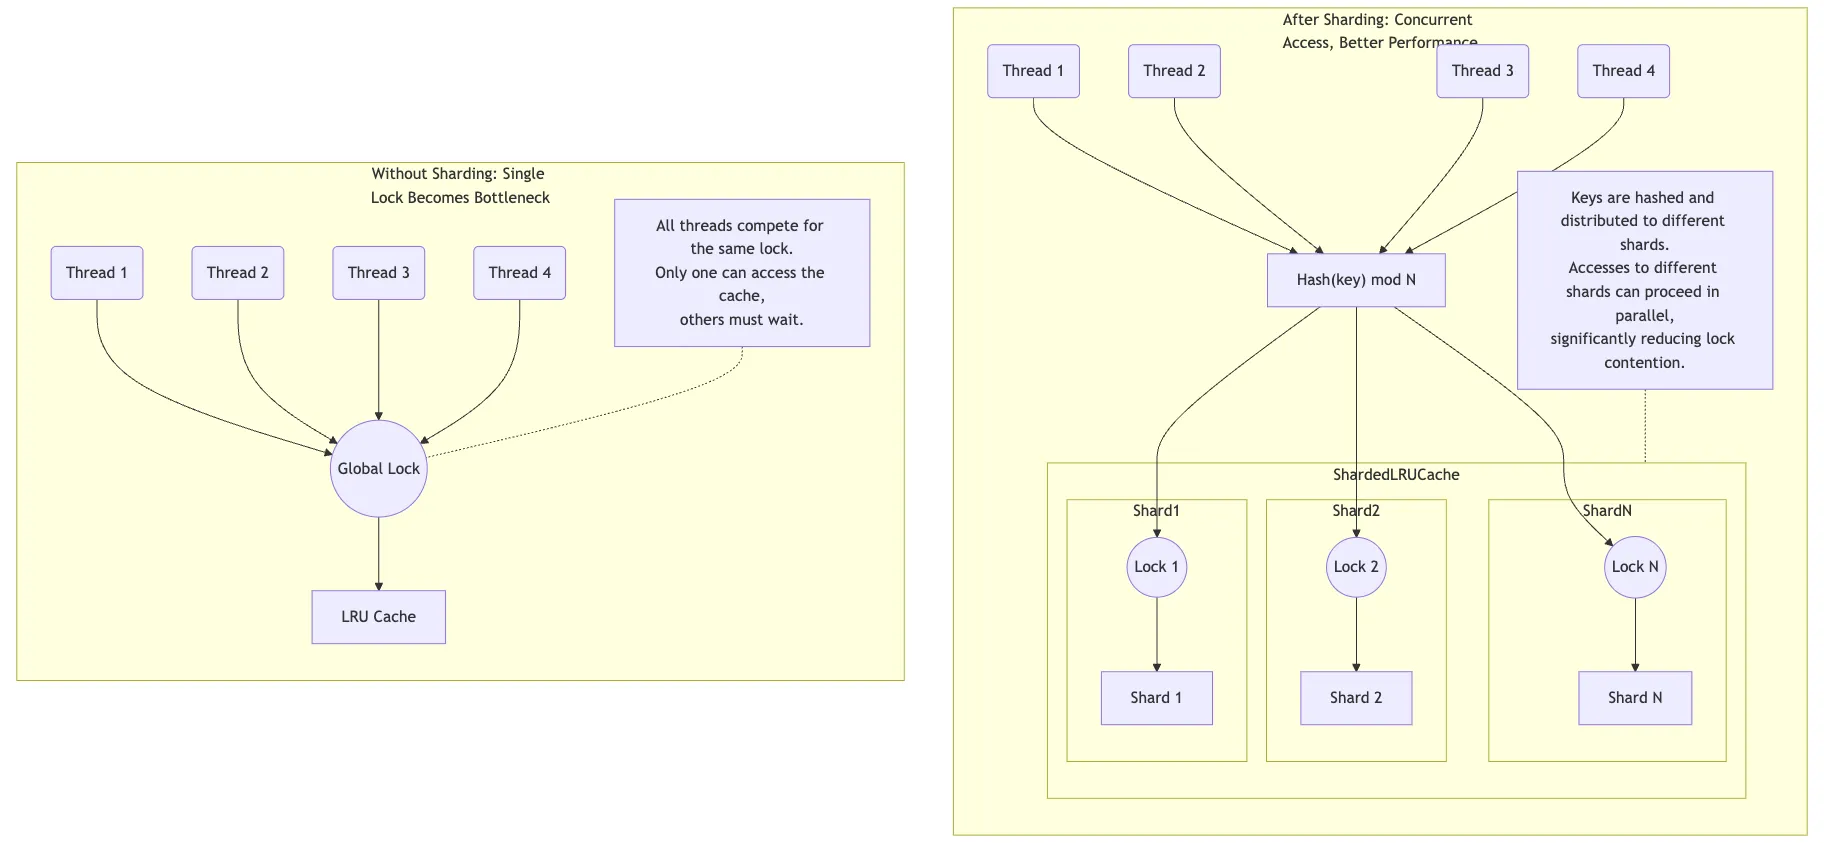 Without Sharding: Single
Lock Becomes Bottleneck
Thread 1
Thread 2
Thread 3
Thread 4
All threads compete for
the same lock.
Only one can access the
cache,
others must wait.
Global Lock
LRU Cache
After Sharding: Concurrent
Access, Better Performance
Thread 1
Thread 2
Thread 3
Thread 4
Hash(key) mod N
Keys are hashed and
distributed to different
shards.
Accesses to different
shards can proceed in
parallel,
significantly reducing lock
contention.
ShardedLRUCache
Shard1
Shard2
ShardN
Lock 1
Lock 2
Lock N
Shard 1
Shard 2
Shard N